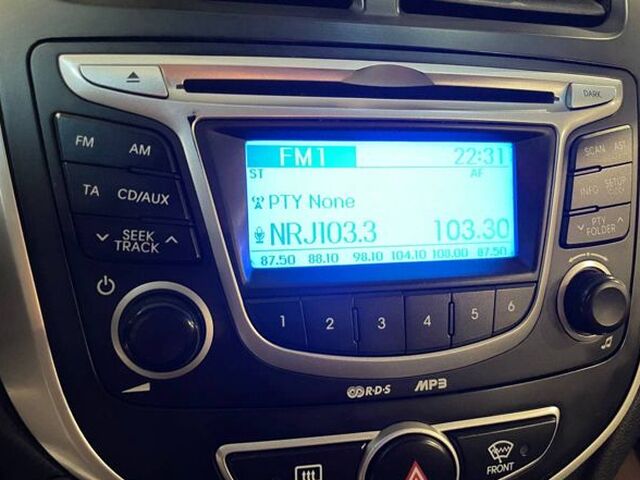 DARK
FM AM
TA CD/AUX
SEEK
TRACK
FM1 22:31
ST AF
PTY None
NRJ103.3 103.30
87.50 88.10 98.10 104.10 108.00 87.50
SCAN AST
INFO SETUP
CLOCK
PTY
FOLDER
1 2 3 4 5 6
R·D·S MP3
FRONT